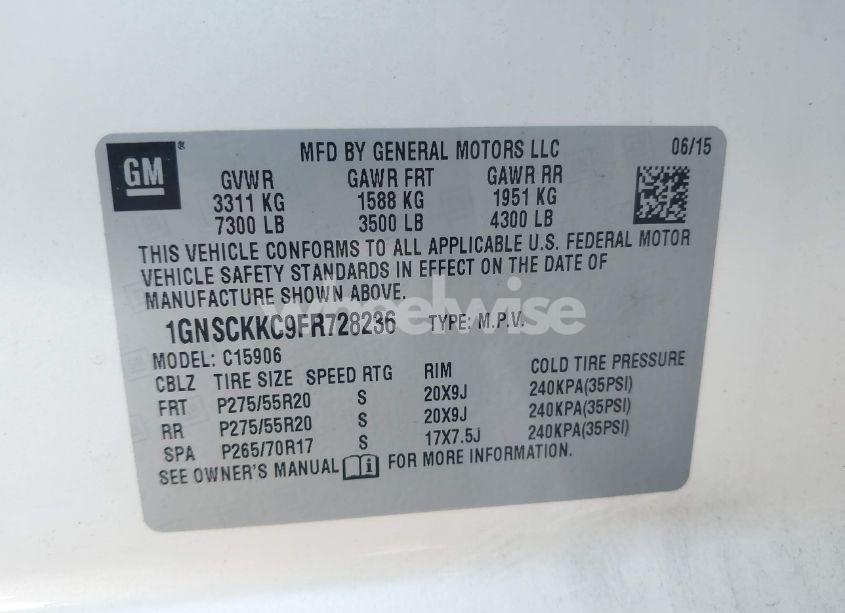 GM ® MFD BY GENERAL MOTORS LLC 06/15
GVWR GAWR FRT GAWR RR
3311 KG 1588 KG 1951 KG
7300 LB 3500 LB 4300 LB
THIS VEHICLE CONFORMS TO ALL APPLICABLE U.S. FEDERAL MOTOR
VEHICLE SAFETY STANDARDS IN EFFECT ON THE DATE OF
MANUFACTURE SHOWN ABOVE.
wheelwise
1GNSCKKC9FR728236 TYPE: M.P.V.
MODEL: C15906
CBLZ TIRE SIZE SPEED RTG RIM COLD TIRE PRESSURE
FRT P275/55R20 S 20X9J 240KPA(35PSI)
RR P275/55R20 S 20X9J 240KPA(35PSI)
SPA P265/70R17 S 17X7.5J 240KPA(35PSI)
SEE OWNER'S MANUAL i FOR MORE INFORMATION.